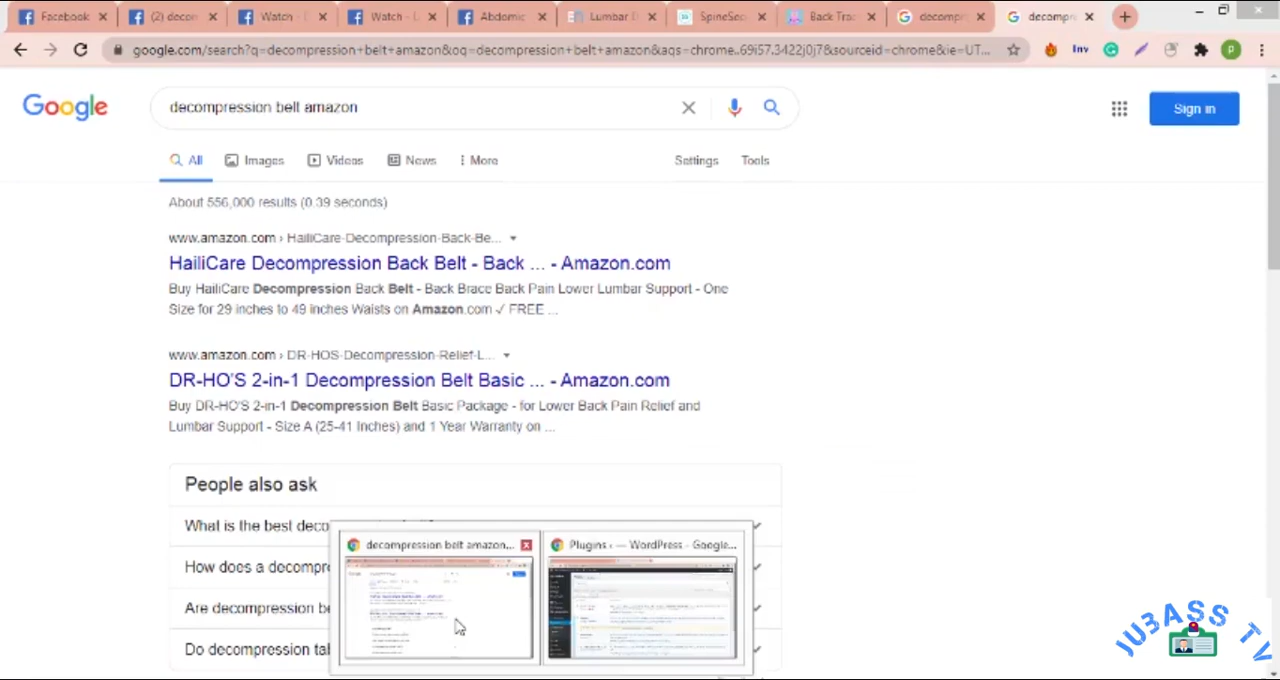 Facebook
(2) decom
Watch -
Watch -
Abdomic
Lumbar
SpineSec
Back Trac
decompr
decompr
google.com/search?q=decompression+belt+amazon&oq=decompression+belt+amazon&aqs=chrome..69i57.3422j0j7&sourceid=chrome&ie=UT...
Inv
P
Google
decompression belt amazon
Sign in
All
Images
Videos
News
More
Settings
Tools
About 556,000 results (0.39 seconds)
www.amazon.com › HailiCare-Decompression-Back-Be...
HailiCare Decompression Back Belt - Back ... - Amazon.com
Buy HailiCare Decompression Back Belt - Back Brace Back Pain Lower Lumbar Support - One
Size for 29 inches to 49 inches Waists on Amazon.com ✓ FREE ...
www.amazon.com › DR-HOS-Decompression-Relief-L...
DR-HO'S 2-in-1 Decompression Belt Basic ... - Amazon.com
Buy DR-HO'S 2-in-1 Decompression Belt Basic Package - for Lower Back Pain Relief and
Lumbar Support - Size A (25-41 Inches) and 1 Year Warranty on ...
People also ask
What is the best deco
How does a decompr
Are decompression be
Do decompression tal
decompression belt amazon...
Plugins ‹ — WordPress - Google...
JUBASS TV